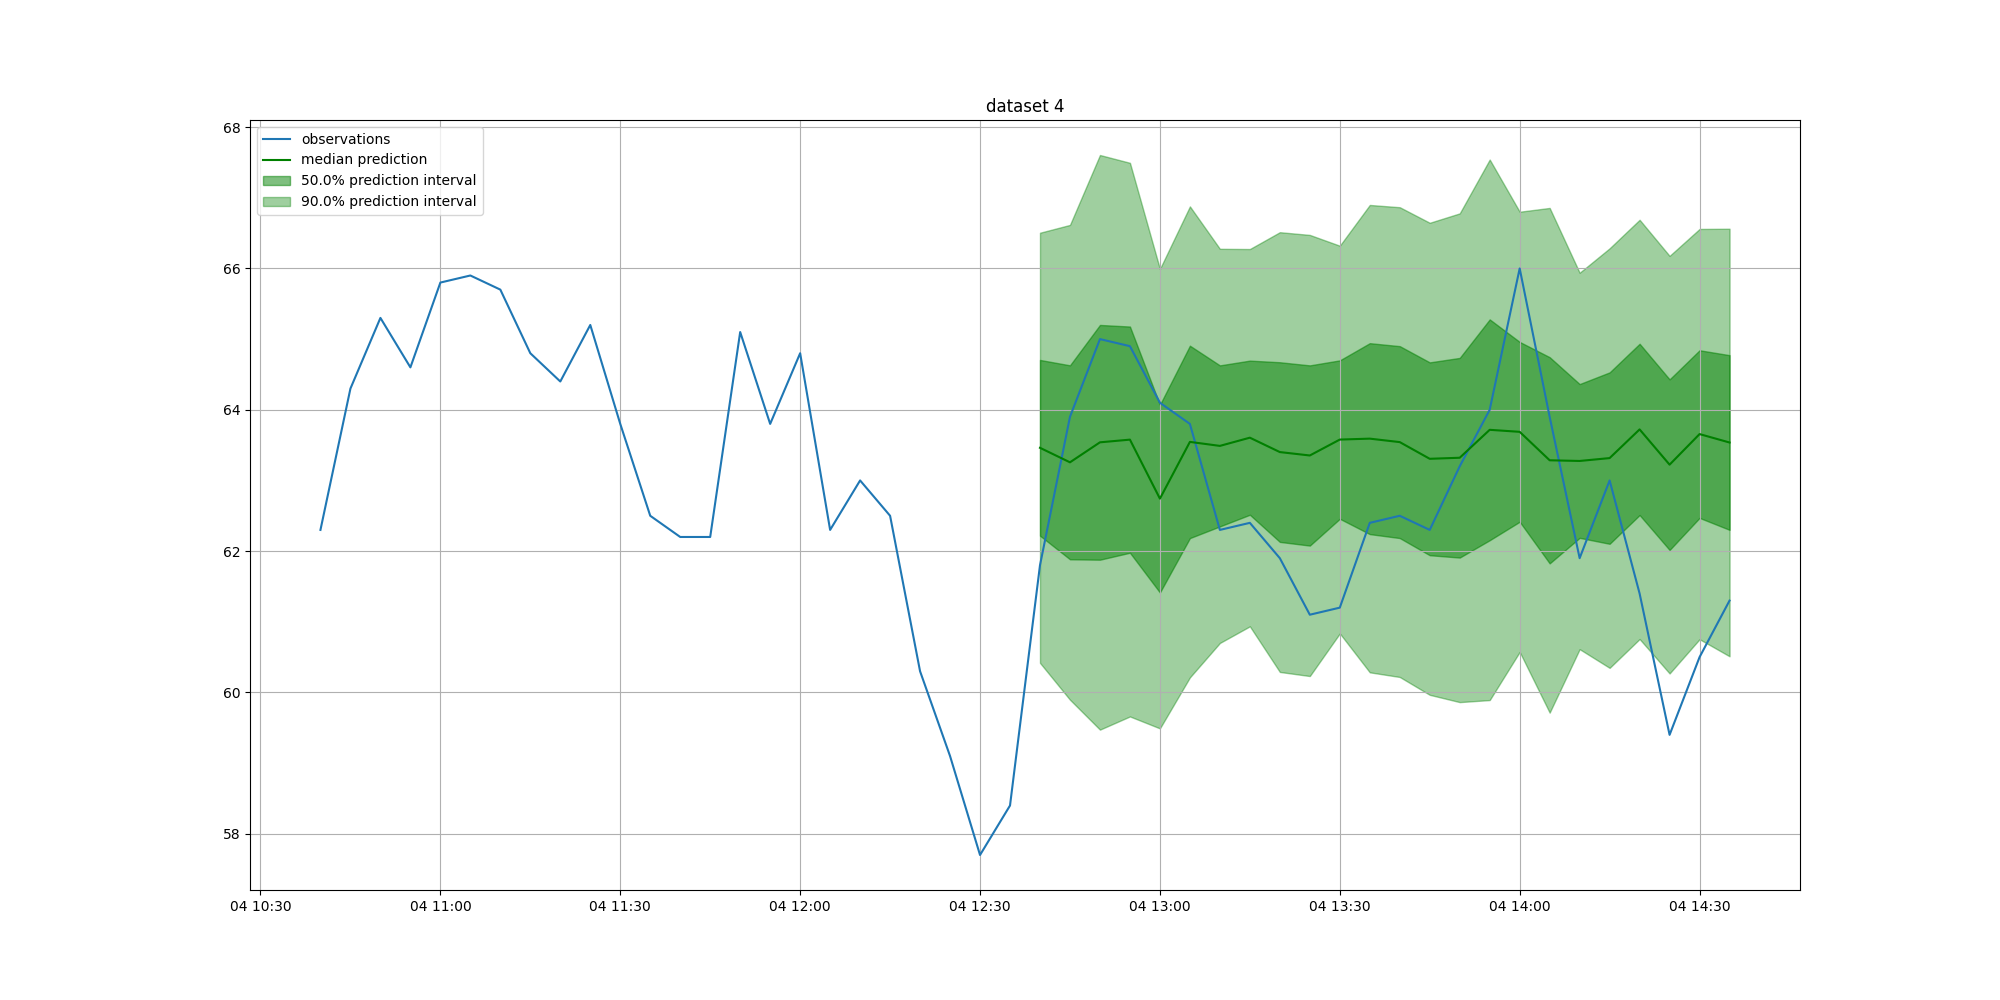 dataset 4
observations
median prediction
50.0% prediction interval
90.0% prediction interval
68
66
64
62
60
58
04 10:30 04 11:00 04 11:30 04 12:00 04 12:30 04 13:00 04 13:30 04 14:00 04 14:30